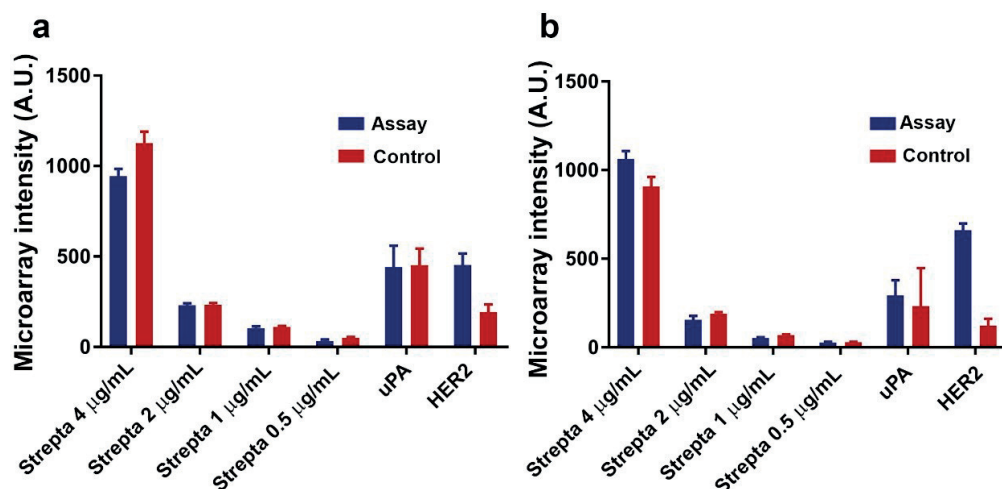 a
Microarray intensity (A.U.)
1500
1000
500
0
Assay
Control
Strepta 4 μg/mL
Strepta 2 μg/mL
Strepta 1 μg/mL
Strepta 0.5 μg/mL
uPA
HER2
b
Microarray intensity (A.U.)
1500
1000
500
0
Assay
Control
Strepta 4 μg/mL
Strepta 2 μg/mL
Strepta 1 μg/mL
Strepta 0.5 μg/mL
uPA
HER2